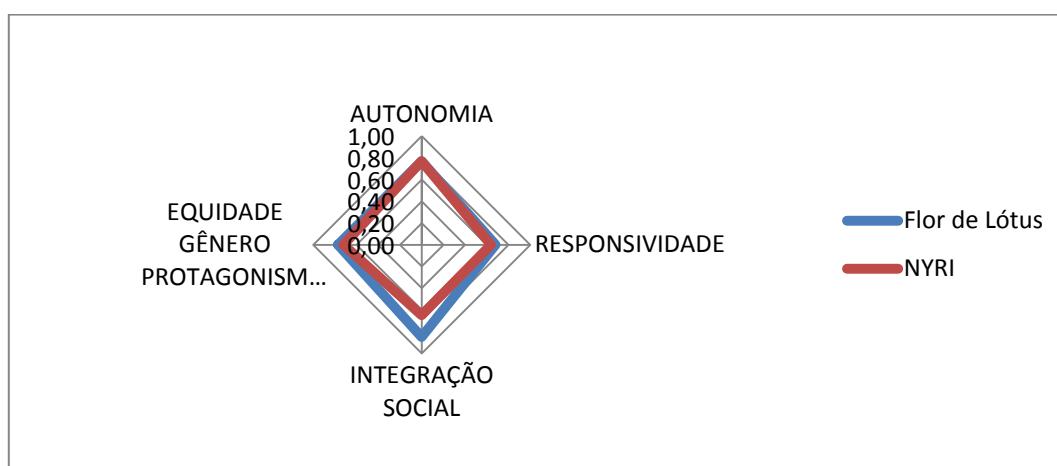 AUTONOMIA
1,00
0,80
0,60
0,40
0,20
0,00
EQUIDADE
GÊNERO
PROTAGONISM...
RESPONSIVIDADE
INTEGRAÇÃO
SOCIAL
Flor de Lótus
NYRI